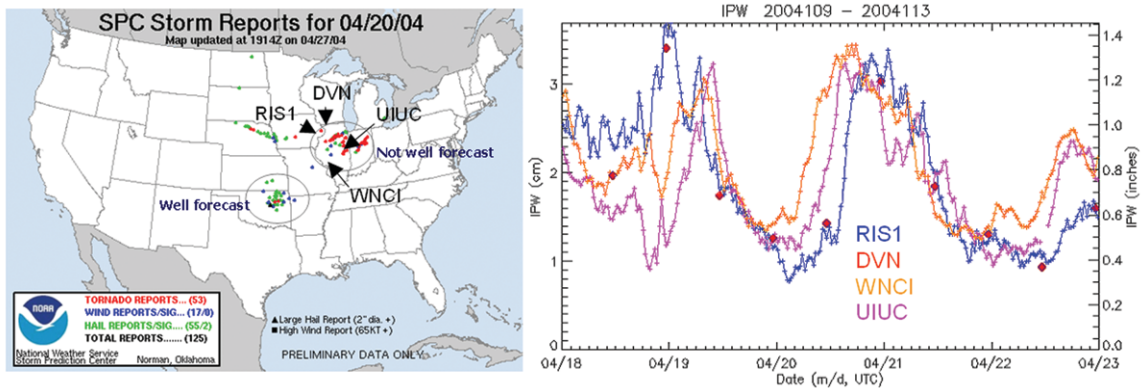 SPC Storm Reports for 04/20/04
Map updated at 1914Z on 04/27/04
DVN
RIS1
UIUC
Not well forecast
WNCI
Well forecast
NOAA
TORNADO REPORTS... (53)
WIND REPORTS/SIG... (17/0)
HAIL REPORTS/SIG.... (55/2)
TOTAL REPORTS....... (125)
National Weather Service
Storm Prediction Center
Norman, Oklahoma
▲Large Hail Report (2" dia. +)
■High Wind Report (65KT +)
PRELIMINARY DATA ONLY
IPW 2004109 – 2004113
IPW (cm)
3
2
1
0
RIS1
DVN
WNCI
UIUC
1.4
1.2
1.0
0.8
0.6
0.4
0.2
0.0
IPW (inches)
04/18
04/19
04/20
04/21
04/22
04/23
Date (m/d, UTC)